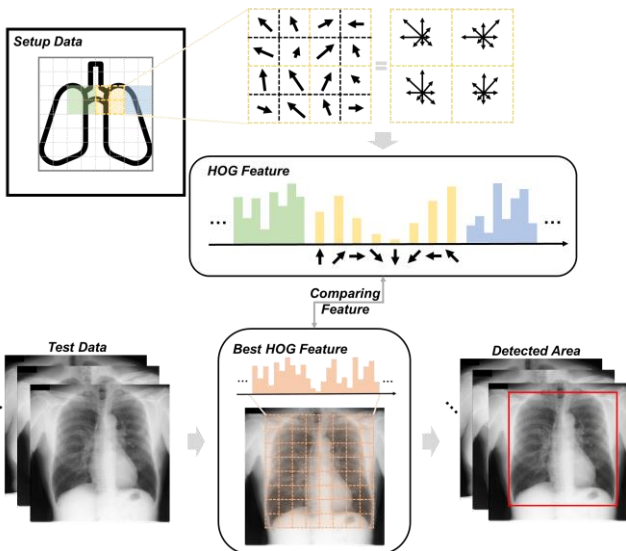 Setup Data
=
HOG Feature
...
...
Comparing
Feature
Test Data
Best HOG Feature
Detected Area
...
...
...